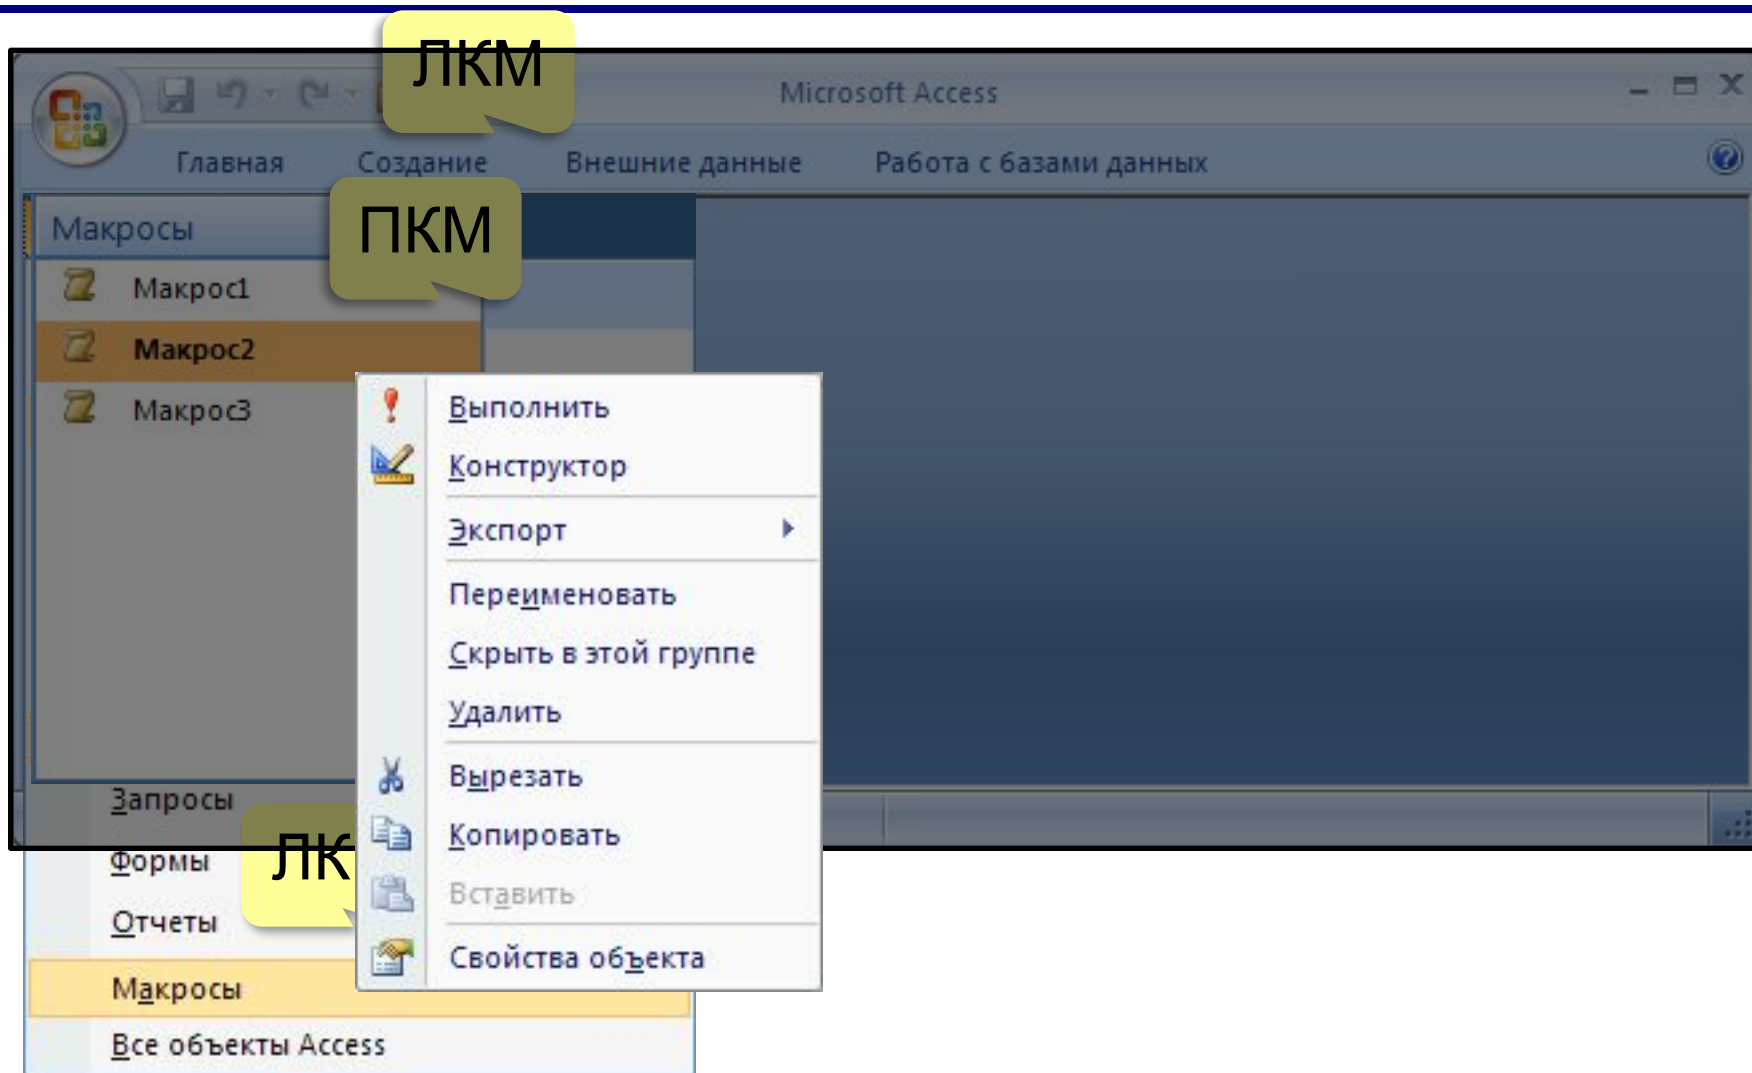 ЛКМ
Microsoft Access
Главная Создание Внешние данные Работа с базами данных
Макросы
ПКМ
Макрос1
Макрос2
Макрос3
Выполнить
Конструктор
Экспорт
Переименовать
Скрыть в этой группе
Удалить
Вырезать
Копировать
Вставить
Свойства объекта
Запросы
ЛК
Формы
Отчеты
Макросы
Все объекты Access